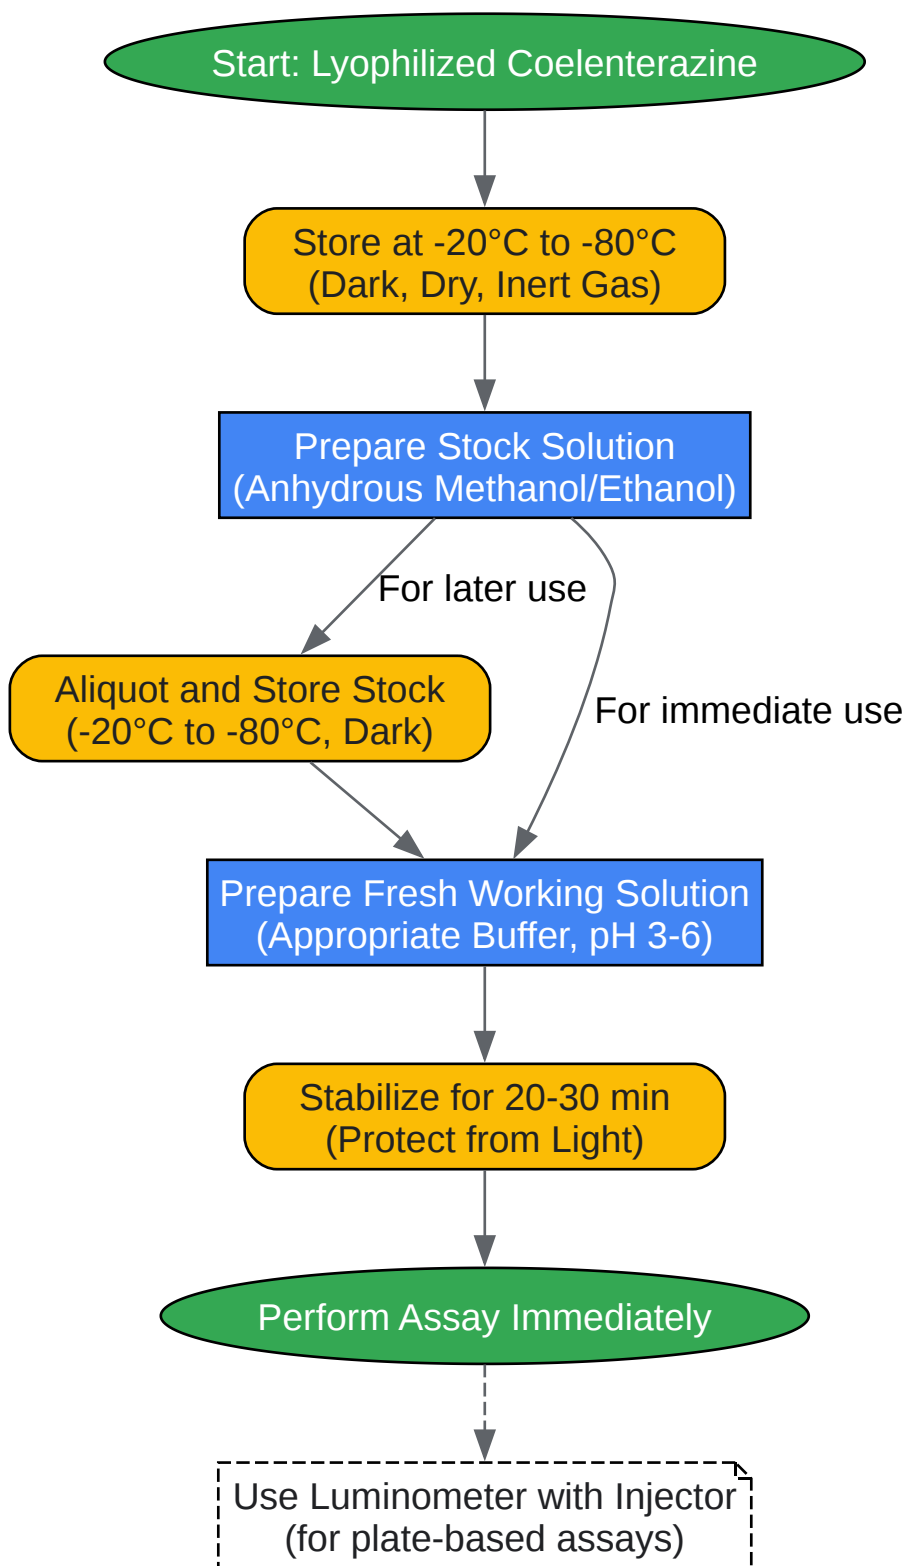 Start: Lyophilized Coelenterazine
Store at -20°C to -80°C
(Dark, Dry, Inert Gas)
Prepare Stock Solution
(Anhydrous Methanol/Ethanol)
For later use
Aliquot and Store Stock
(-20°C to -80°C, Dark)
For immediate use
Prepare Fresh Working Solution
(Appropriate Buffer, pH 3-6)
Stabilize for 20-30 min
(Protect from Light)
Perform Assay Immediately
Use Luminometer with Injector
(for plate-based assays)